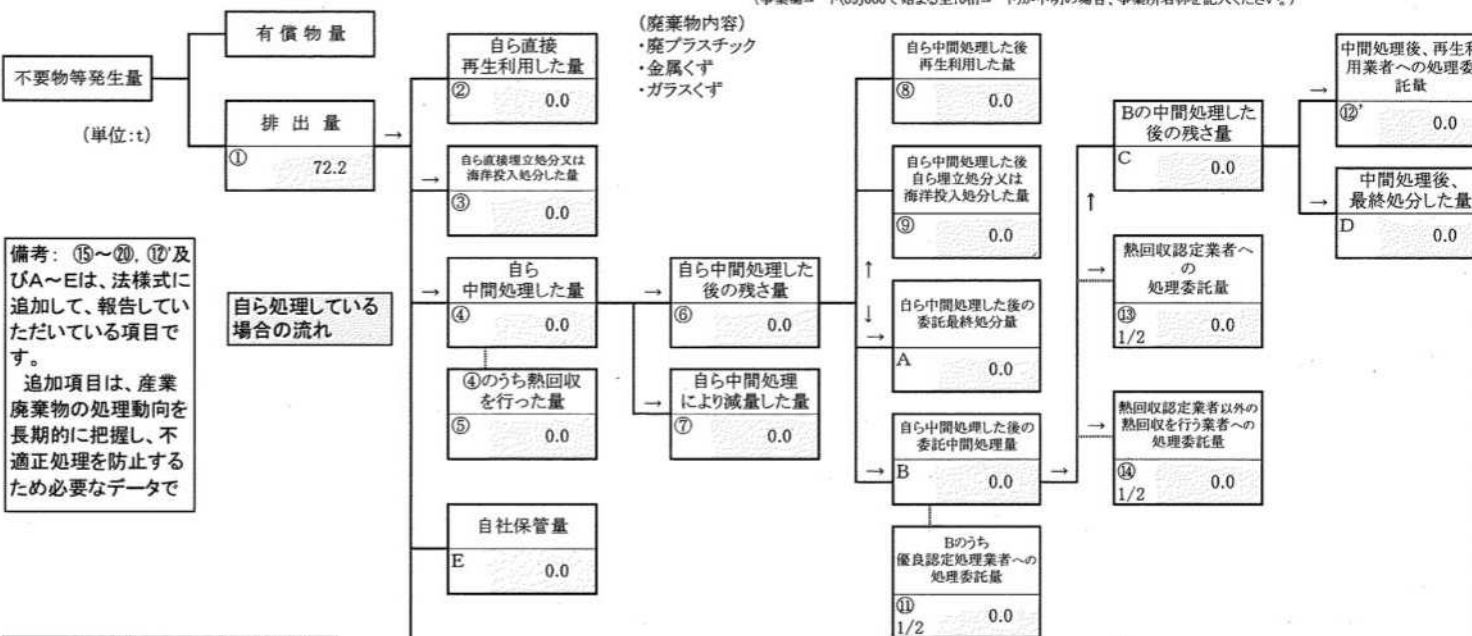 有償物量
不要物等発生量
(単位:t)
排出量
①
72.2
→
備考: ⑮~⑳, ⑫'及
びA~Eは、法様式に
追加して、報告してい
ただいている項目で
す。
追加項目は、産業
廃棄物の処理動向を
長期的に把握し、不
適正処理を防止する
ため必要なデータで
自ら処理している
場合の流れ
自ら直接
再生利用した量
②
0.0
→
自ら直接埋立処分又は
海洋投入処分した量
③
0.0
→
自ら
中間処理した量
④
0.0
④のうち熱回収
を行った量
⑤
0.0
自社保管量
E
0.0
(廃棄物内容)
・廃プラスチック
・金属くず
・ガラスくず
→
自ら中間処理した
後の残さ量
⑥
0.0
→
自ら中間処理
により減量した量
⑦
0.0
自ら中間処理した後
再生利用した量
⑧
0.0
自ら中間処理した後
自ら埋立処分又は
海洋投入処分した量
⑨
0.0
↑
↓
→
自ら中間処理した後の
委託最終処分量
A
0.0
→
自ら中間処理した後の
委託中間処理量
B
0.0
→
Bのうち
優良認定処理業者への
処理委託量
⑪
1/2
0.0
Bの中間処理した
後の残さ量
C
0.0
↑
→
熱回収認定業者へ
の
処理委託量
⑬
1/2
0.0
→
熱回収認定業者以外の
熱回収を行う業者への
処理委託量
⑭
1/2
0.0
→
中間処理後、再生利
用業者への処理委
託量
⑫'
0.0
→
中間処理後、
最終処分した量
D
0.0